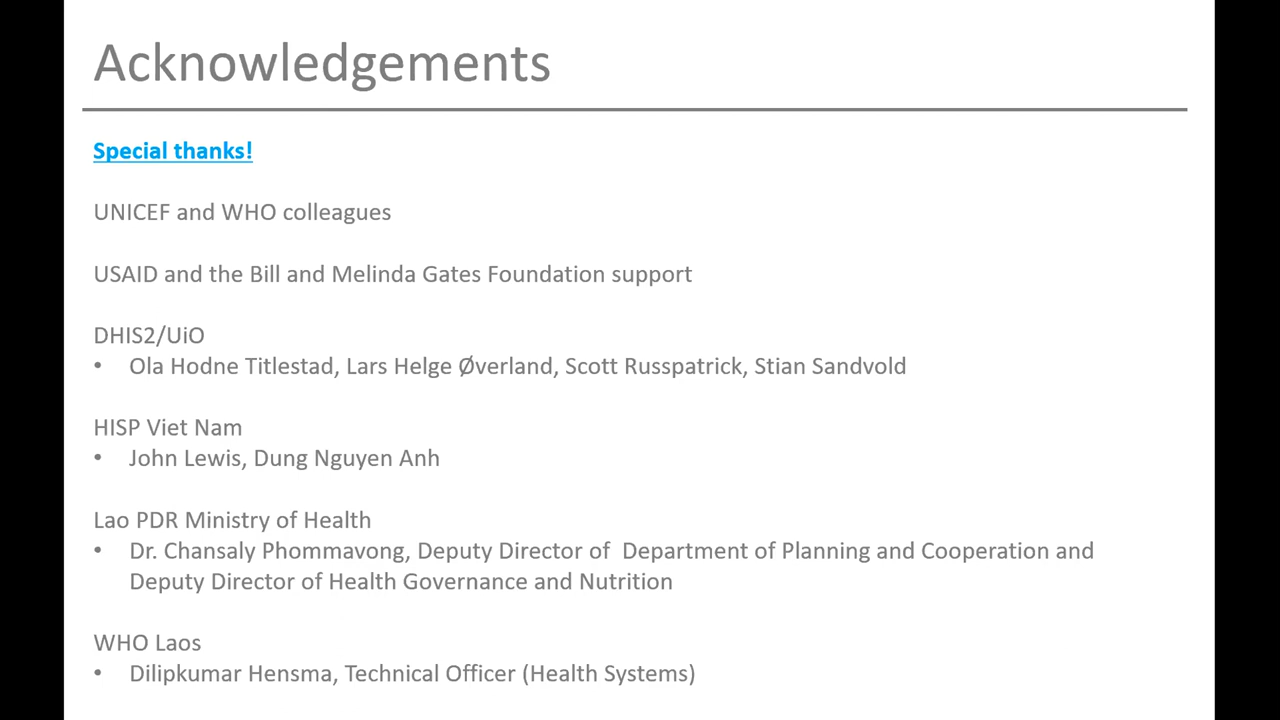 Acknowledgements
Special thanks!
UNICEF and WHO colleagues
USAID and the Bill and Melinda Gates Foundation support
DHIS2/UiO
• Ola Hodne Titlestad, Lars Helge Øverland, Scott Russpatrick, Stian Sandvold
HISP Viet Nam
• John Lewis, Dung Nguyen Anh
Lao PDR Ministry of Health
• Dr. Chansaly Phommavong, Deputy Director of  Department of Planning and Cooperation and
Deputy Director of Health Governance and Nutrition
WHO Laos
• Dilipkumar Hensma, Technical Officer (Health Systems)